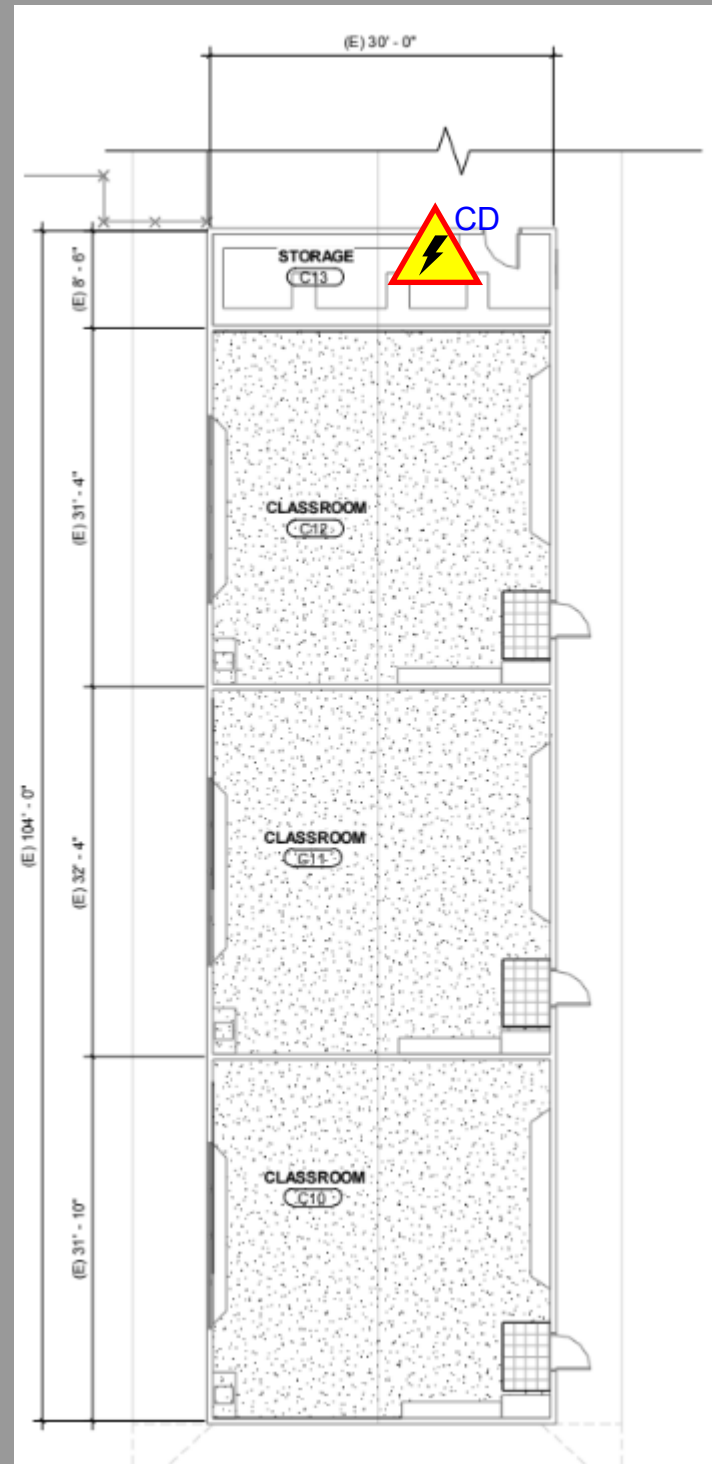 (E) 30' - 0"
CD
STORAGE
C13
(E) 8' - 6"
(E) 31' - 4"
CLASSROOM
C12
(E) 104' - 0"
(E) 32' - 4"
CLASSROOM
C11
CLASSROOM
C10
(E) 31' - 10"